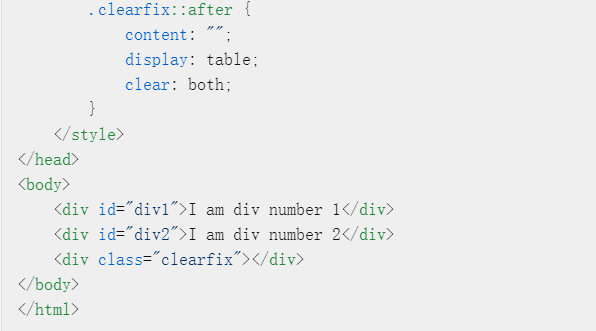 .clearfix::after {
content: "";
display: table;
clear: both;
}
</style>
</head>
<body>
<div id="div1">I am div number 1</div>
<div id="div2">I am div number 2</div>
<div class="clearfix"></div>
</body>
</html>